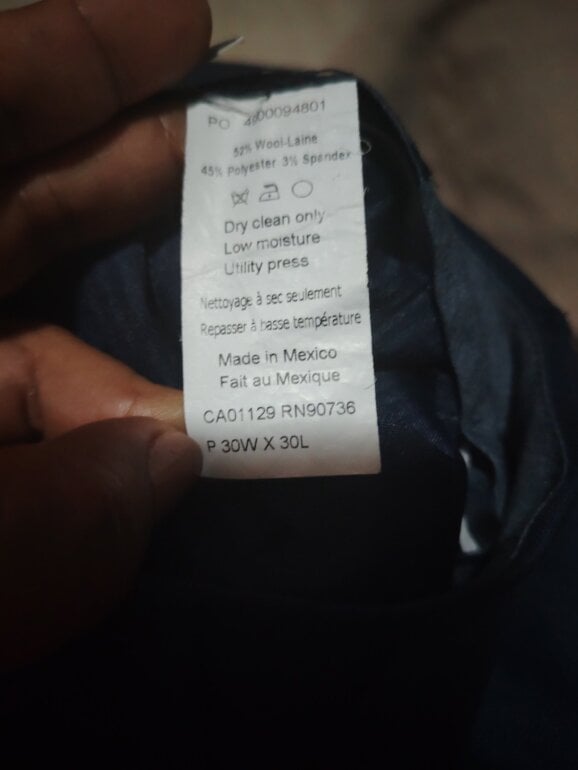 PO 4600094801
52% Wool-Laine
45% Polyester 3% Spandex
Dry clean only
Low moisture
Utility press
Nettoyage à sec seulement
Repasser à basse température
Made in Mexico
Fait au Mexique
CA01129 RN90736
P 30W X 30L